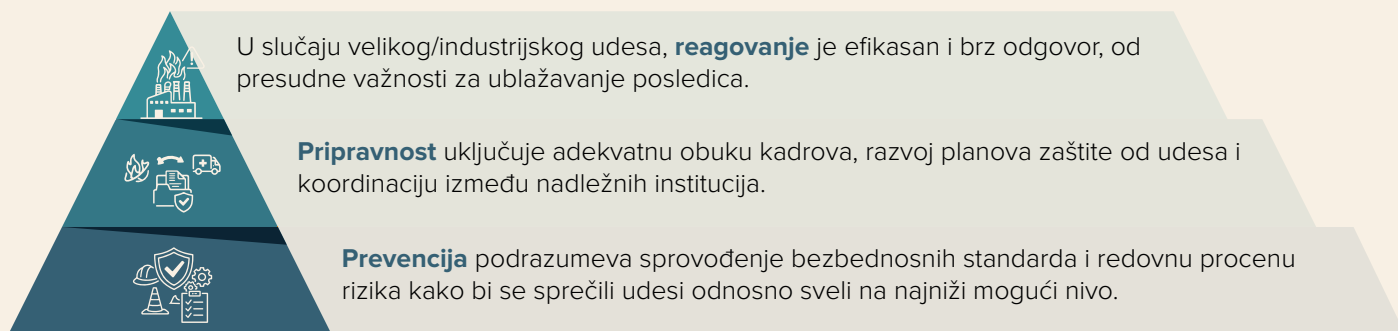 U slučaju velikog/industrijskog udesa, reagovanje je efikasan i brz odgovor, od
presudne važnosti za ublažavanje posledica.
Pripravnost uključuje adekvatnu obuku kadrova, razvoj planova zaštite od udesa i
koordinaciju između nadležnih institucija.
Prevencija podrazumeva sprovođenje bezbednosnih standarda i redovnu procenu
rizika kako bi se sprečili udesi odnosno sveli na najniži mogući nivo.